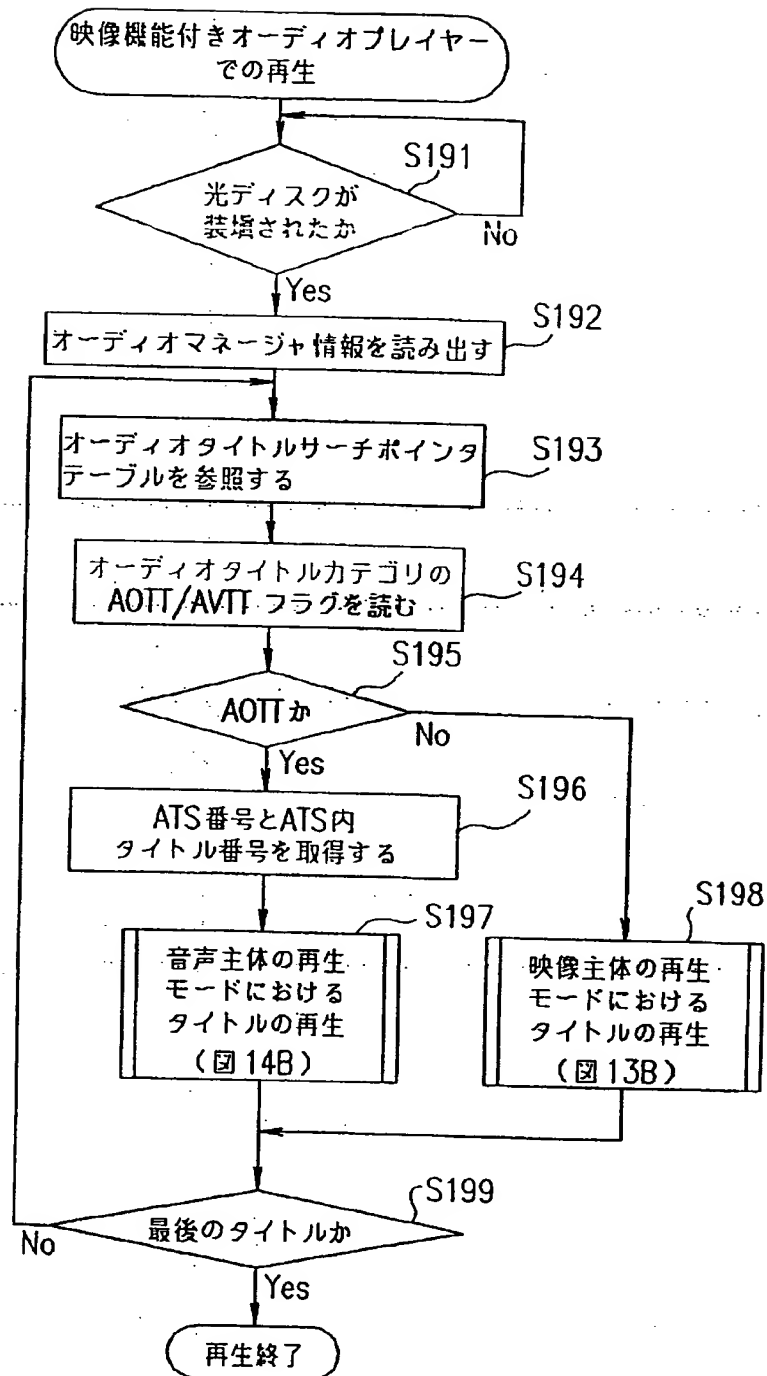 映像機能付きオーディオプレイヤー
での再生
S191
光ディスクが
装填されたか
No
Yes
S192
オーディオマネージャ情報を読み出す
オーディオタイトルサーチポインタ
テーブルを参照する
S193
オーディオタイトルカテゴリの
AOTT/AVTT フラグを読む
S194
S195
AOTTか
No
Yes
S196
ATS番号とATS内
タイトル番号を取得する
S197
音声主体の再生
モードにおける
タイトルの再生
(図14B)
S198
映像主体の再生
モードにおける
タイトルの再生
(図13B)
S199
最後のタイトルか
No
Yes
再生終了